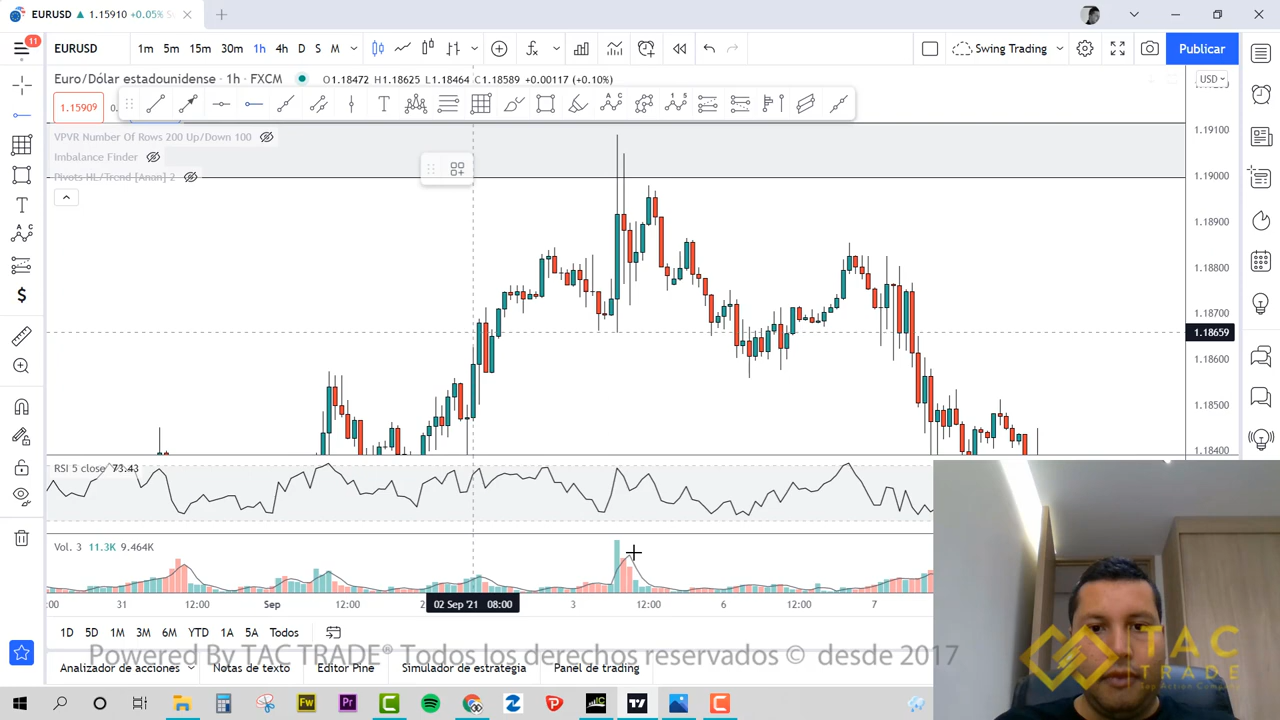 EURUSD ▲ 1.15910 +0.05%
11
EURUSD
1m 5m 15m 30m 1h 4h D S M
Swing Trading
Publicar
Euro/Dólar estadounidense · 1h · FXCM
O1.18472 H1.18625 L1.18464 C1.18589 +0.00117 (+0.10%)
USD
1.15909
VPVR Number Of Rows 200 Up/Down 100
Imbalance Finder
Pivots HL/Trend [Anan] 2
1.19100
1.19000
1.18900
1.18800
1.18700
1.18659
1.18600
1.18500
1.18400
RSI 5 close 73.43
Vol. 3 11.3K 9.464K
:00 31 12:00 Sep 12:00 2 02 Sep '21 08:00 3 12:00 6 12:00 7
1D 5D 1M 3M 6M YTD 1A 5A Todos
Powered By TAC TRADE® Todos los derechos reservados © desde 2017
Analizador de acciones Notas de texto Editor Pine Simulador de estrategia Panel de trading
TAC
TRADE
Top Action Company